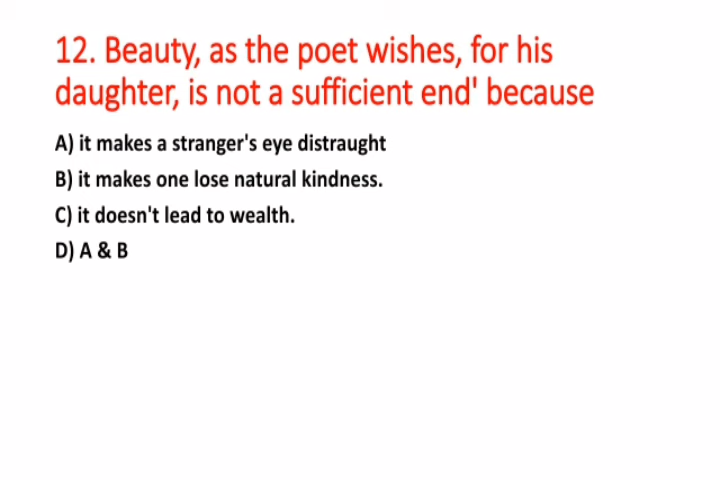 12. Beauty, as the poet wishes, for his
daughter, is not a sufficient end' because
A) it makes a stranger's eye distraught
B) it makes one lose natural kindness.
C) it doesn't lead to wealth.
D) A & B